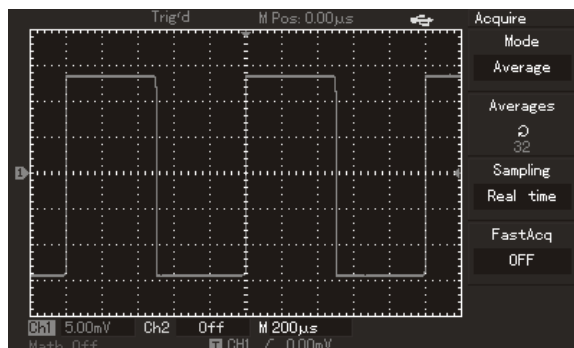 Trig'd M Pos: 0.00μs Acquire
Mode
Average
Averages
32
Sampling
Real time
FastAcq
OFF
1
Ch1 5.00mV Ch2 Off M 200μs
Math Off T CH1 / 0.00mV